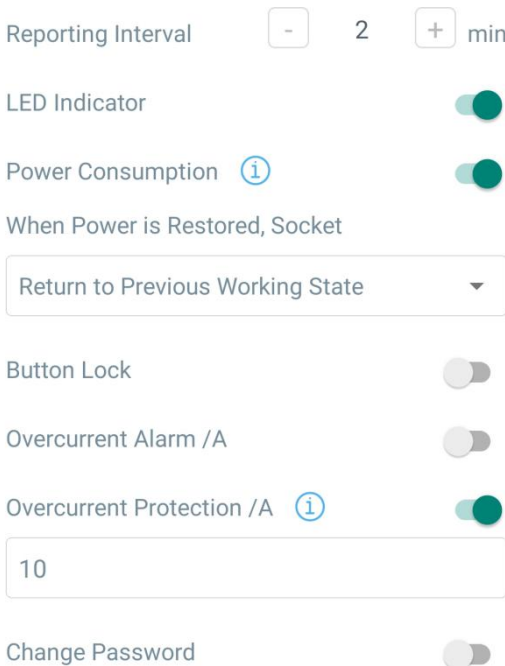 Reporting Interval - 2 + min
LED Indicator
Power Consumption i
When Power is Restored, Socket
Return to Previous Working State
Button Lock
Overcurrent Alarm /A
Overcurrent Protection /A i
10
Change Password